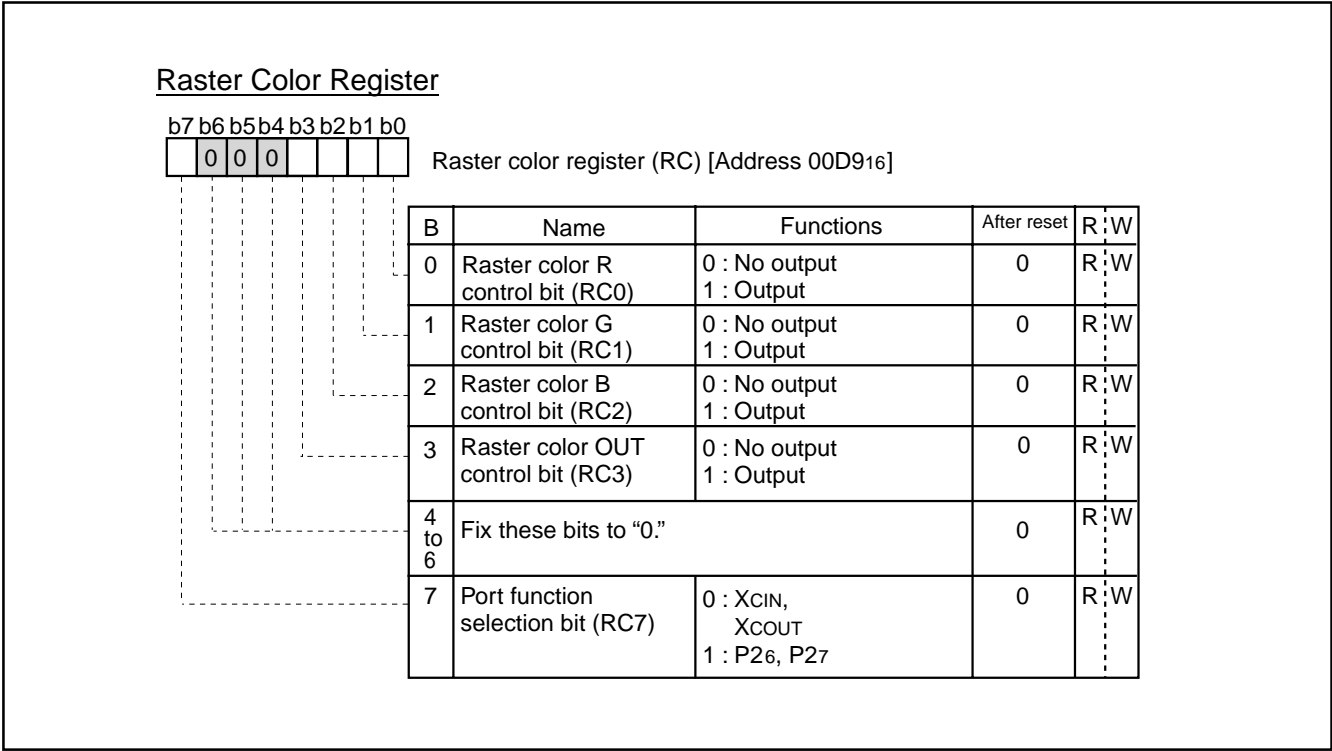 Raster Color Register
b7 b6 b5 b4 b3 b2 b1 b0
0 0 0
Raster color register (RC) [Address 00D916]
B Name Functions After reset R W
0 Raster color R control bit (RC0) 0 : No output 1 : Output 0 R W
1 Raster color G control bit (RC1) 0 : No output 1 : Output 0 R W
2 Raster color B control bit (RC2) 0 : No output 1 : Output 0 R W
3 Raster color OUT control bit (RC3) 0 : No output 1 : Output 0 R W
4 to 6 Fix these bits to “0.” 0 R W
7 Port function selection bit (RC7) 0 : XCIN, XCOUT 1 : P26, P27 0 R W